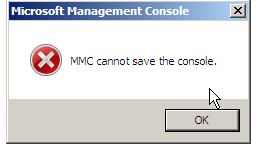 Microsoft Management Console
MMC cannot save the console.
OK